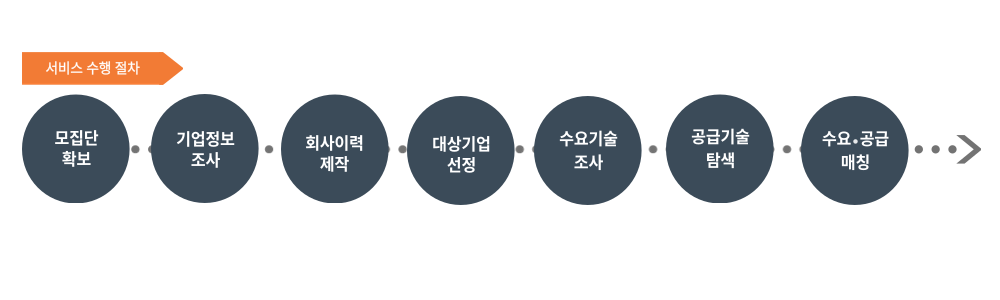 서비스 수행 절차
모집단
확보
기업정보
조사
회사이력
제작
대상기업
선정
수요기술
조사
공급기술
탐색
수요•공급
매칭